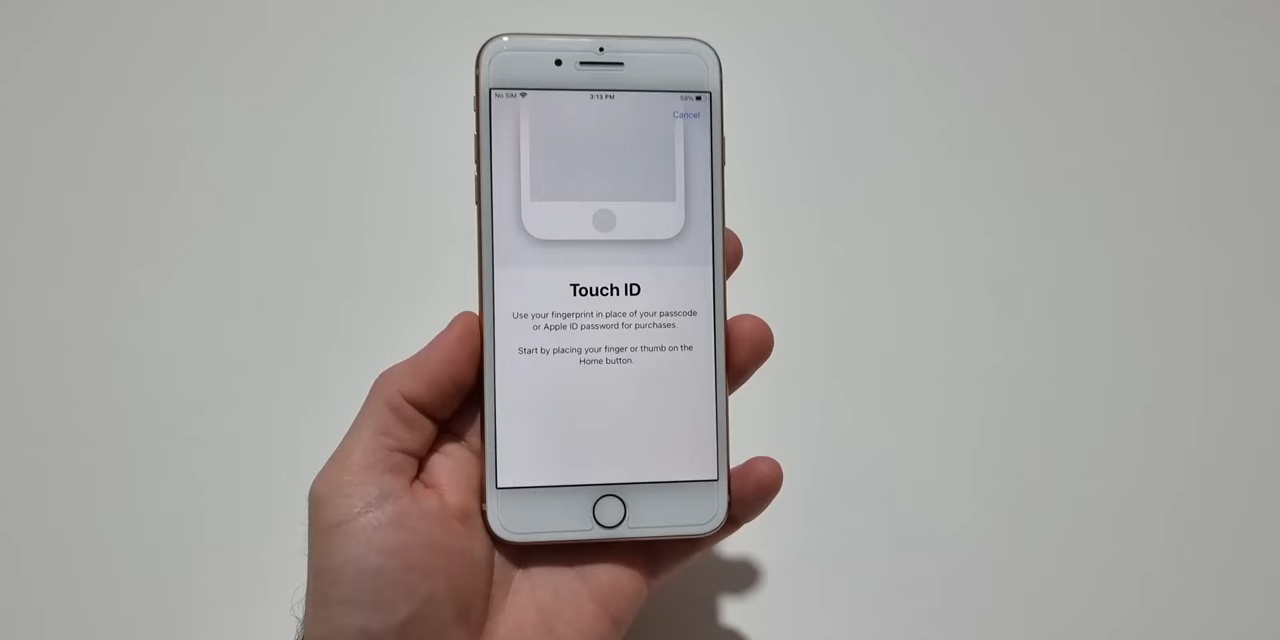 No SIM 3:13 PM 59%
Cancel
Touch ID
Use your fingerprint in place of your passcode
or Apple ID password for purchases.
Start by placing your finger or thumb on the
Home button.